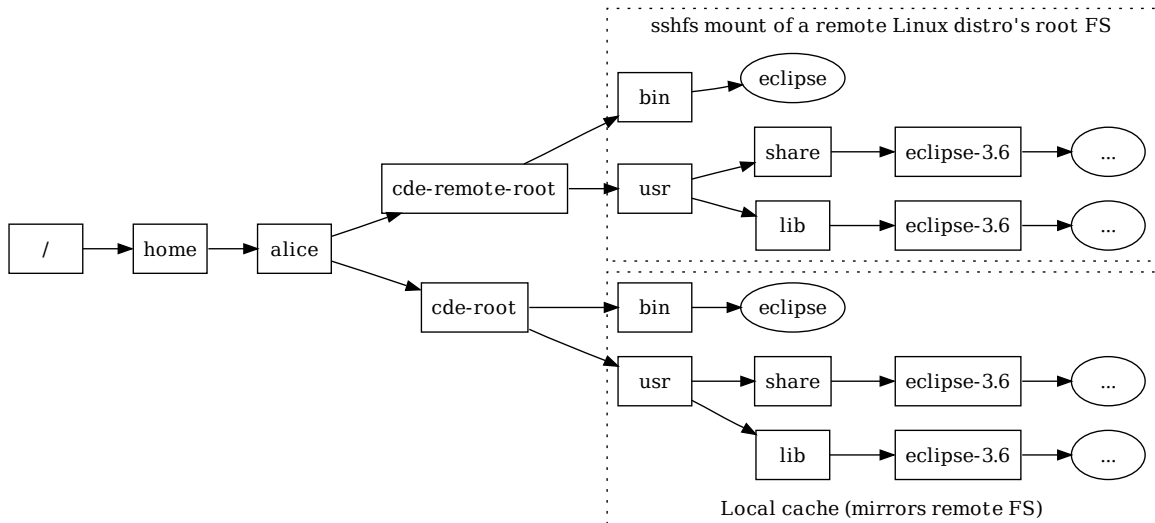 sshfs mount of a remote Linux distro's root FS
bin
eclipse
share
eclipse-3.6
...
cde-remote-root
usr
lib
eclipse-3.6
...
/
home
alice
cde-root
bin
eclipse
usr
share
eclipse-3.6
...
lib
eclipse-3.6
...
Local cache (mirrors remote FS)